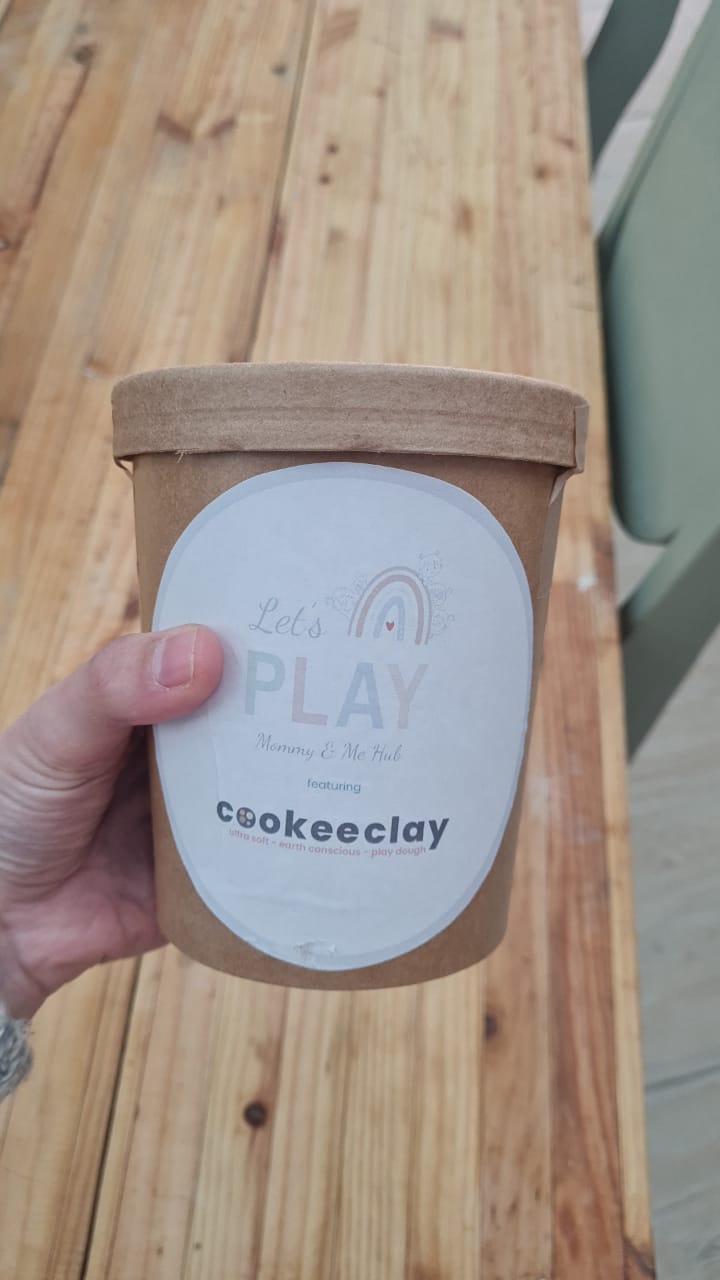 Let's
PLAY
Mommy & Me Hub
featuring
cookeeclay
ultra soft - earth conscious - play dough